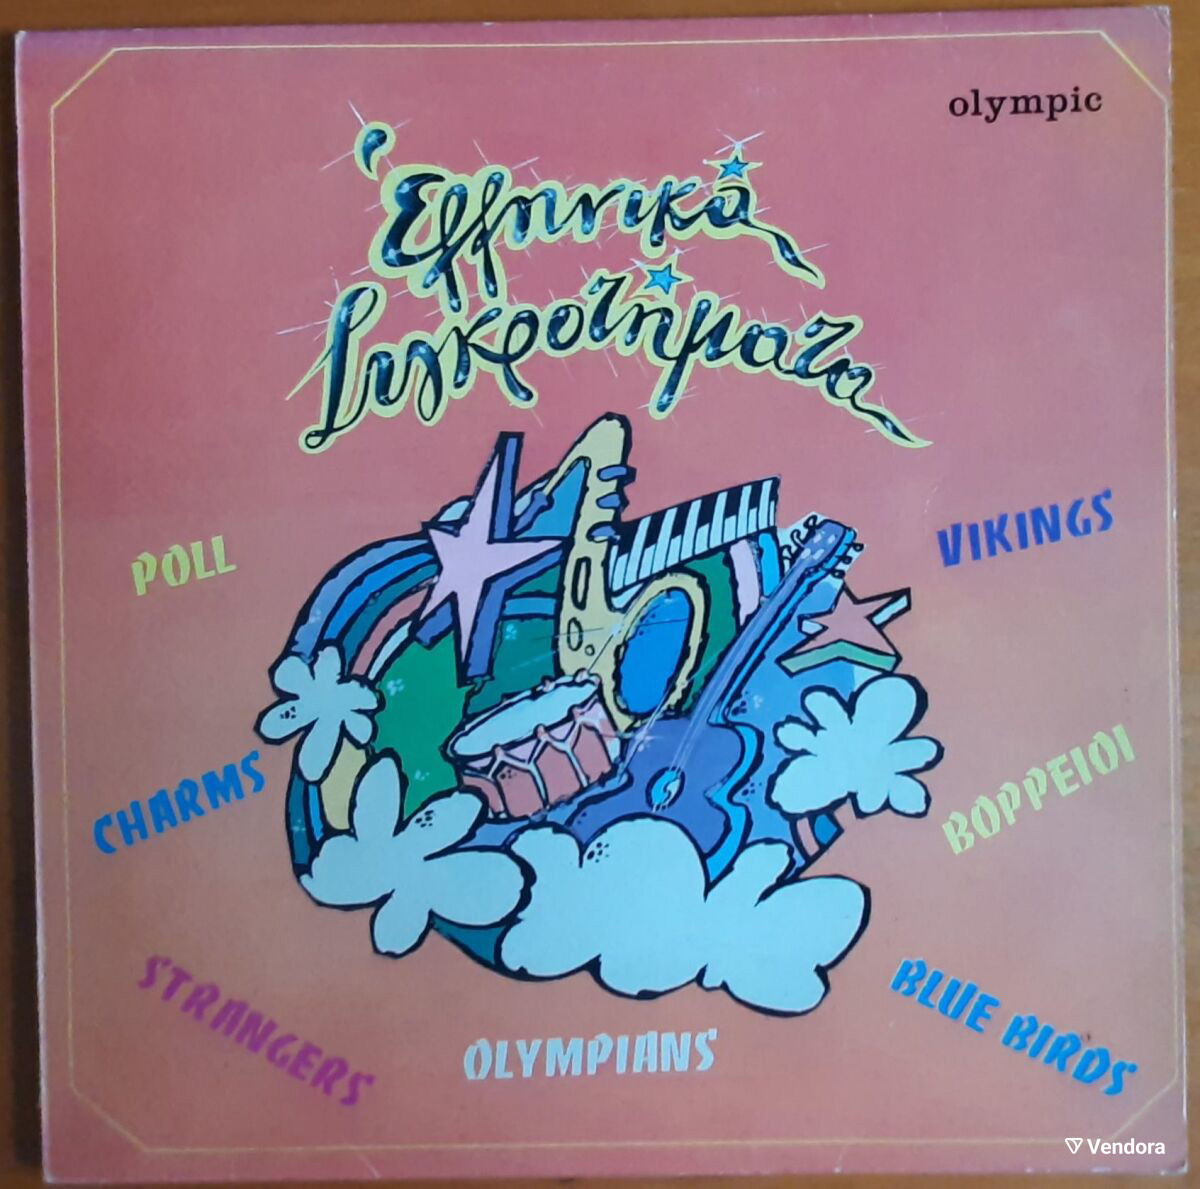 olympic
Ἑλληνικά
Συγκροτήματα
POLL
VIKINGS
CHARMS
ΒΟΡΡΕΙΟΙ
STRANGERS
BLUE BIRDS
OLYMPIANS
Vendora